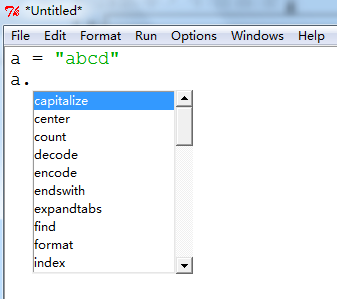 *Untitled*
File Edit Format Run Options Windows Help
a = "abcd"
a.
capitalize
center
count
decode
encode
endswith
expandtabs
find
format
index